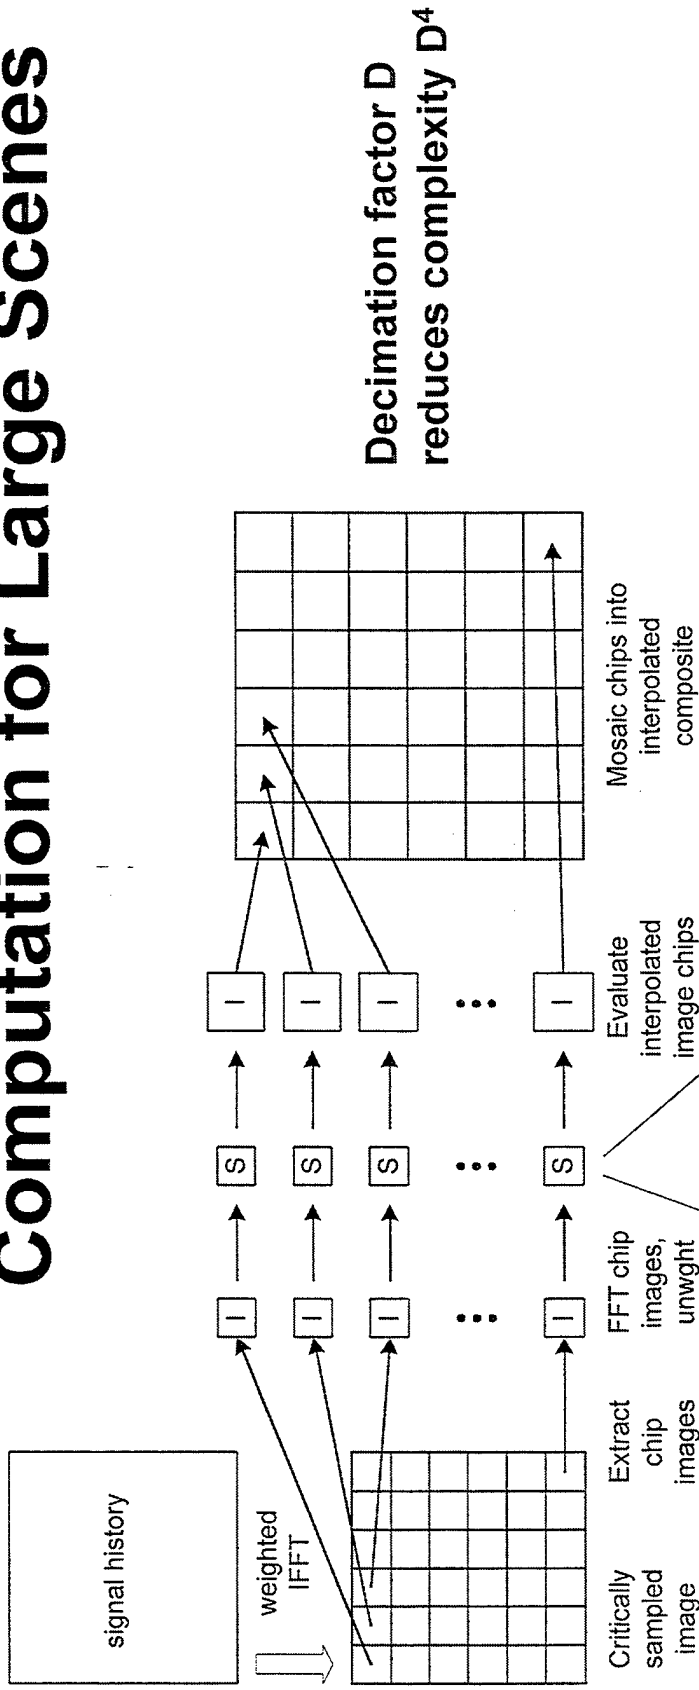 Computation for Large Scenes
signal history
weighted
IFFT
I
S
I
I
S
I
I
S
I
I
S
I
Decimation factor D
reduces complexity D⁴
Critically
sampled
image
Extract
chip
images
FFT chip
images,
unwght
Evaluate
interpolated
image chips
Mosaic chips into
interpolated
composite